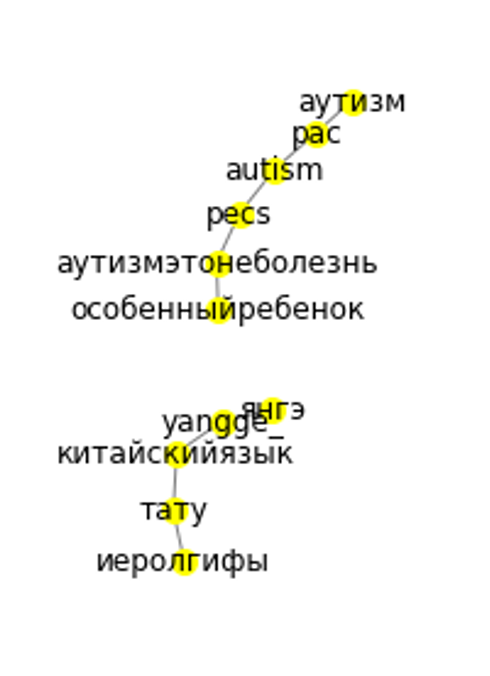 аутизм
рас
autism
pecs
аутизмэтонеболезнь
особенныйребенок
янгэ
yangge_
китайскийязык
тату
иеролгифы